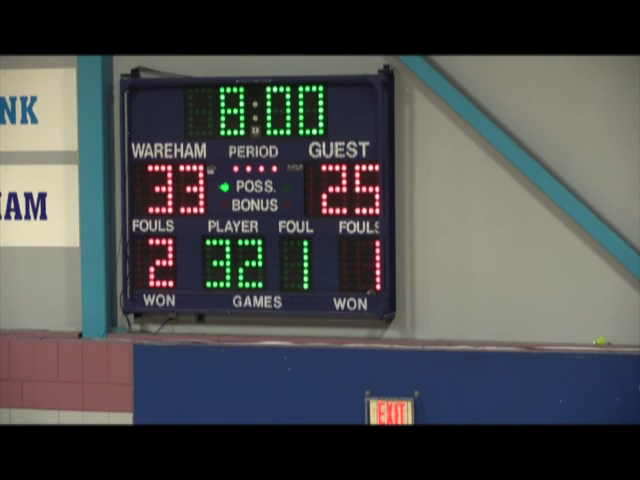 NK
AM
8:00
WAREHAM PERIOD GUEST
33 POSS. 25
BONUS
FOULS PLAYER FOUL FOULS
2 32 1 1
WON GAMES WON
EXIT